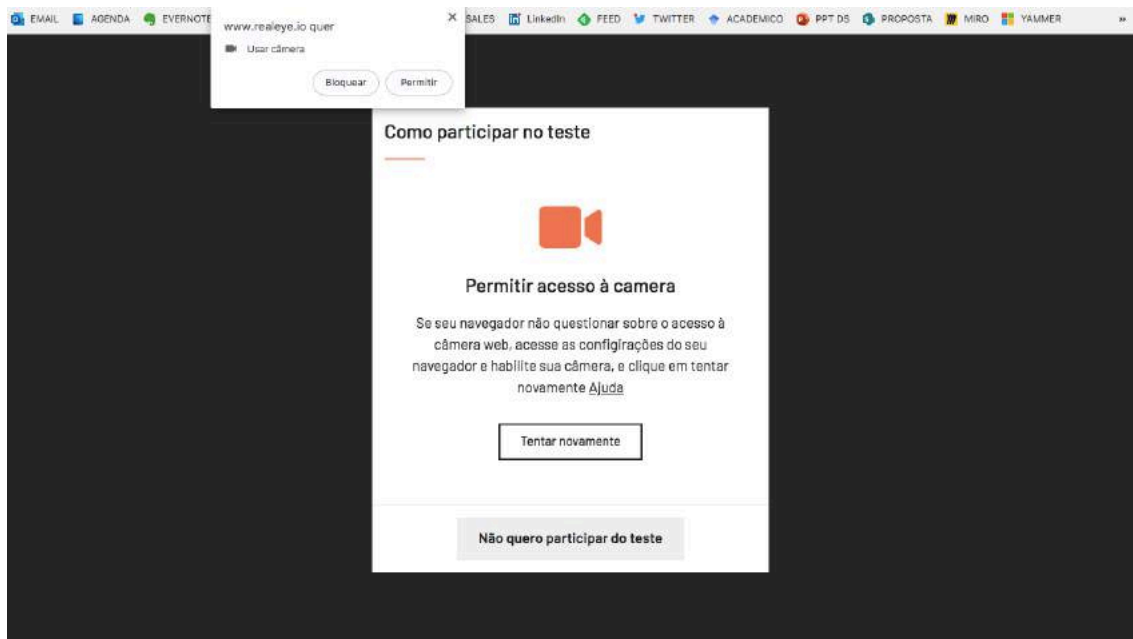 EMAIL AGENDA EVERNOTE SALES LinkedIn FEED TWITTER ACADEMICO PPT DS PROPOSTA MIRO YAMMER »
www.realeye.io quer
Usar câmera
Bloquear Permitir
Como participar no teste
Permitir acesso à camera
Se seu navegador não questionar sobre o acesso à
câmera web, acesse as configirações do seu
navegador e habilite sua câmera, e clique em tentar
novamente Ajuda
Tentar novamente
Não quero participar do teste